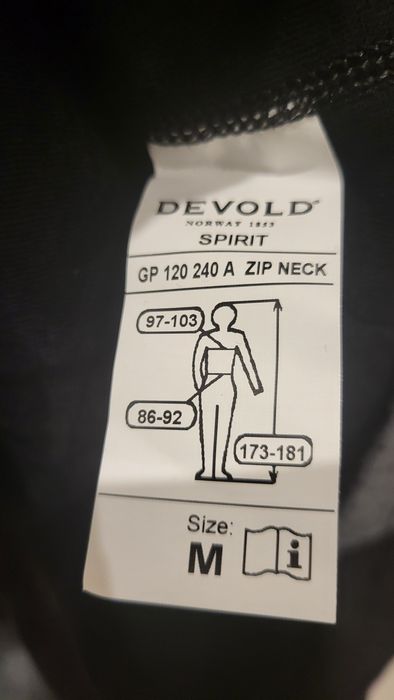 DEVOLD®
NORWAY 1853
SPIRIT
GP 120 240 A ZIP NECK
97-103
86-92
173-181
Size:
M
i